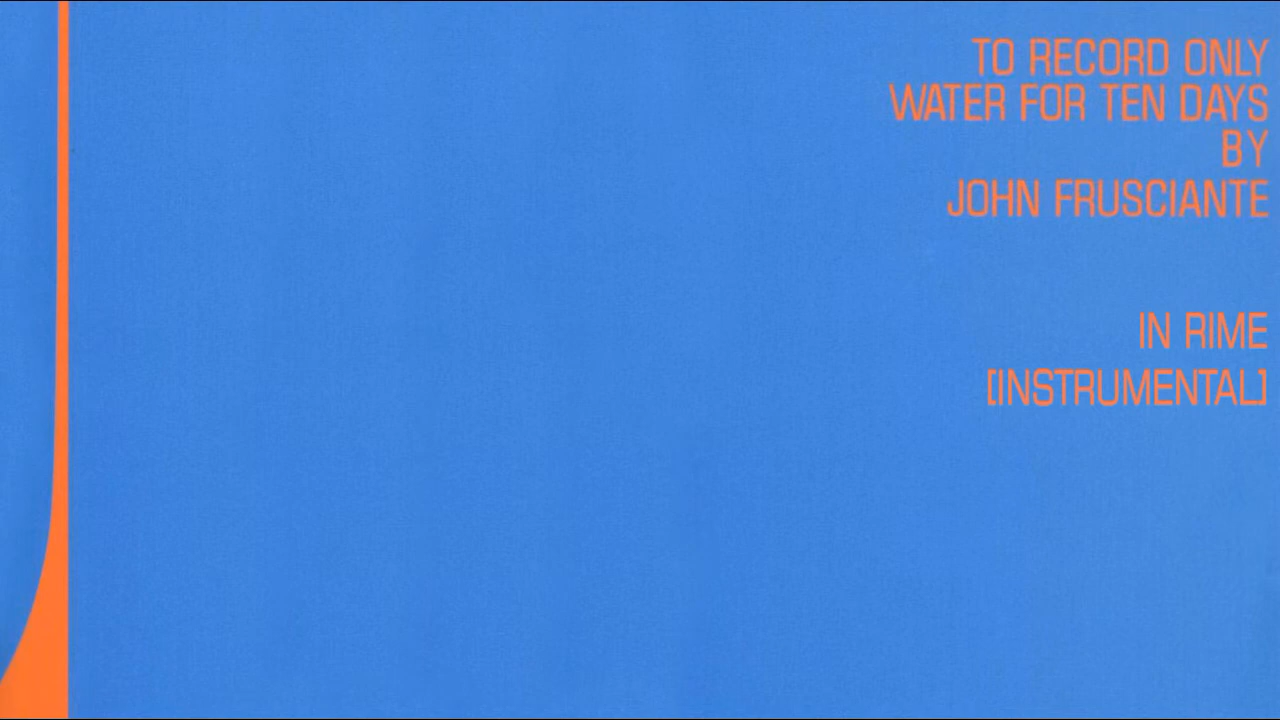 TO RECORD ONLY
WATER FOR TEN DAYS
BY
JOHN FRUSCIANTE
IN RIME
[INSTRUMENTAL]